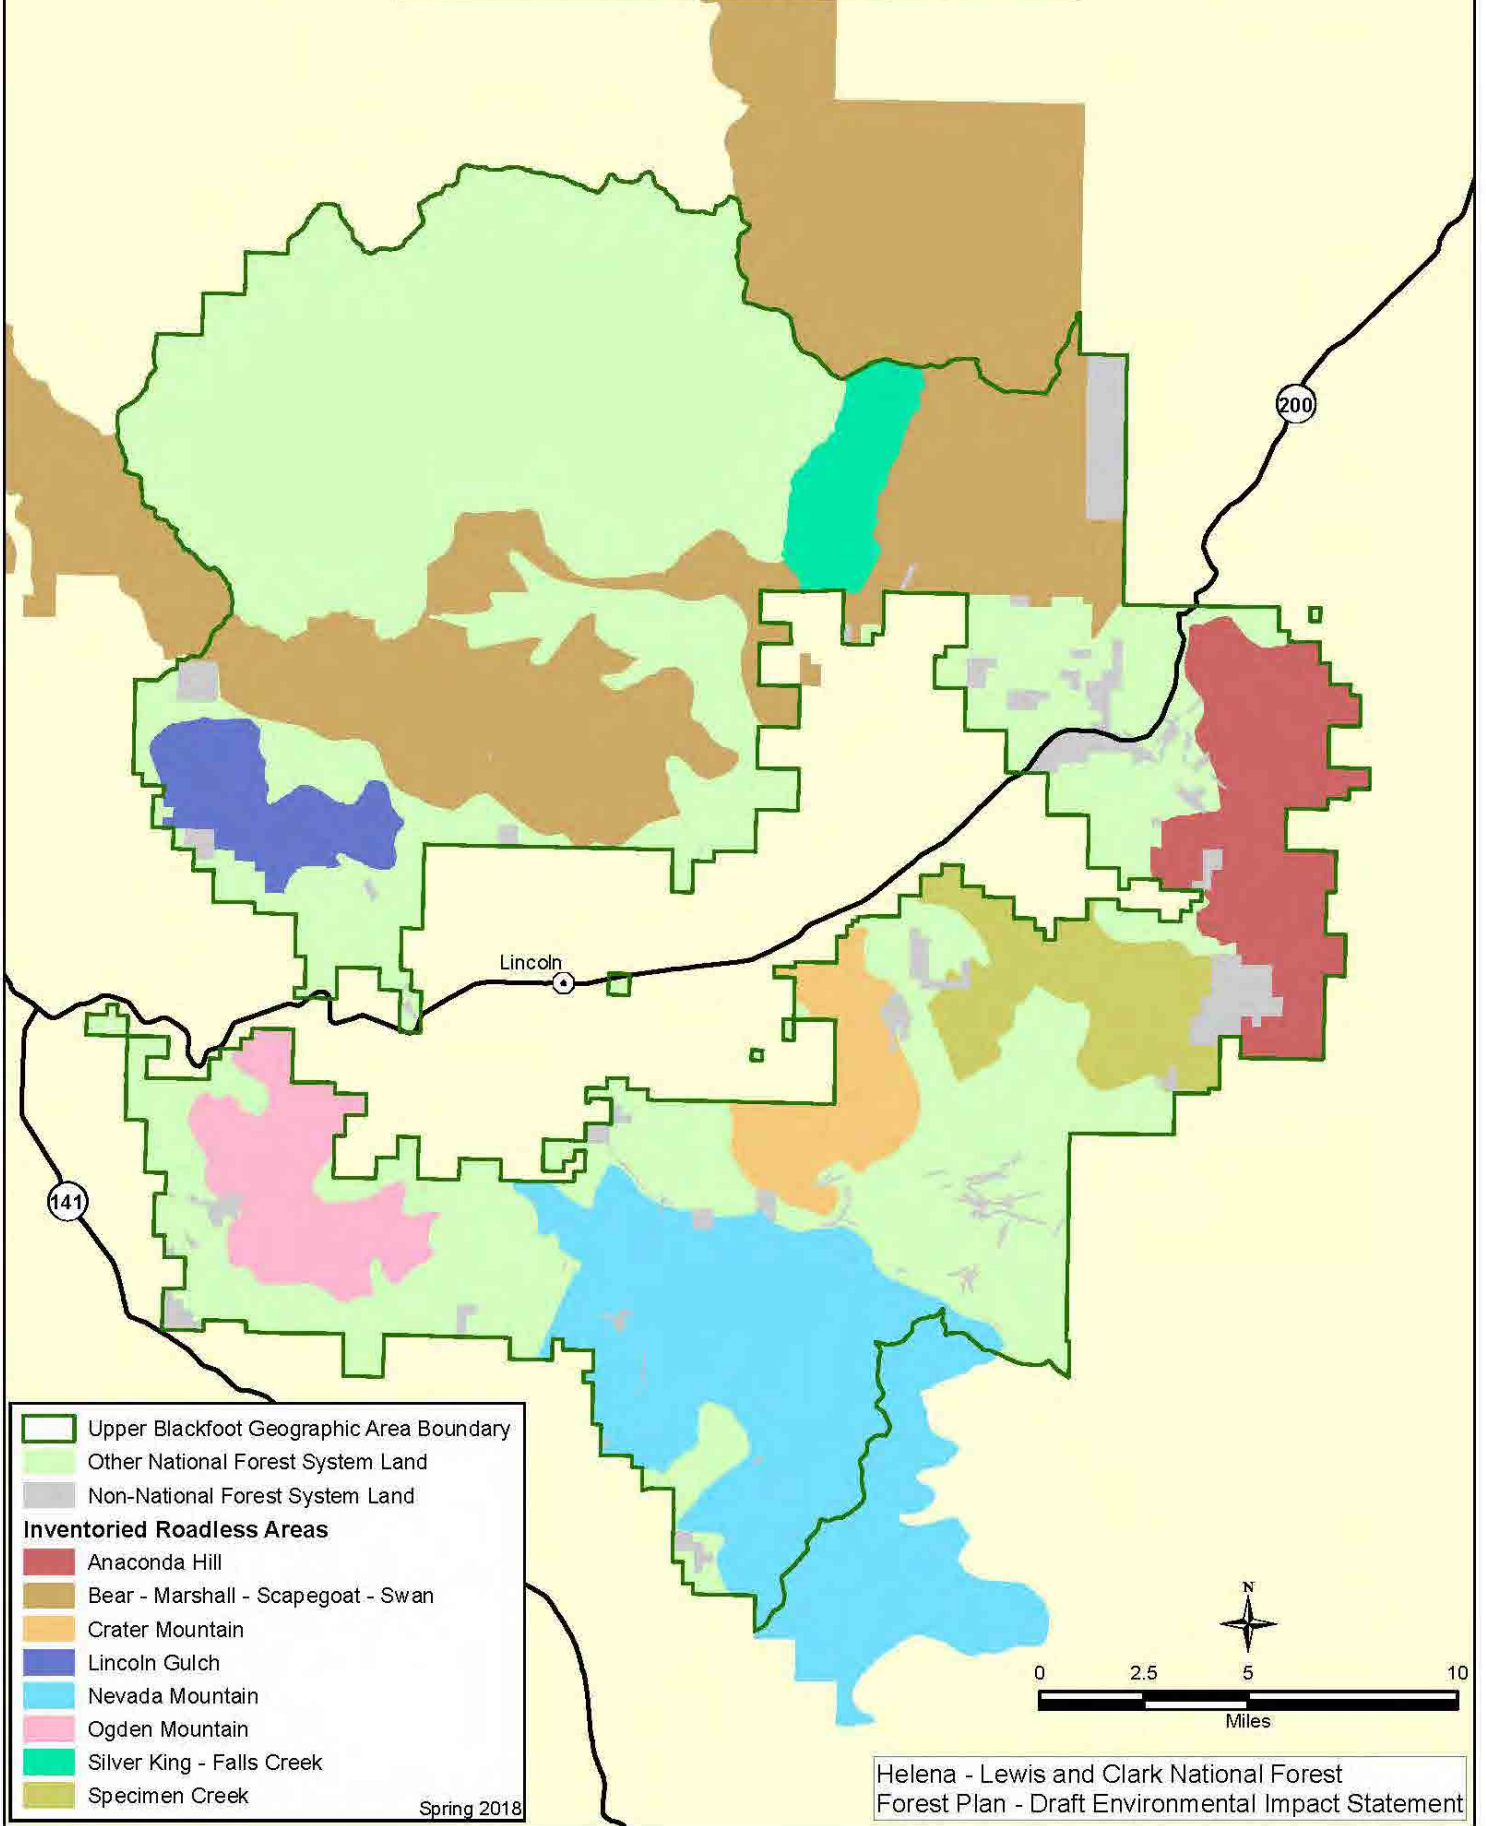 200
Lincoln
141
Upper Blackfoot Geographic Area Boundary
Other National Forest System Land
Non-National Forest System Land
Inventoried Roadless Areas
Anaconda Hill
Bear - Marshall - Scapegoat - Swan
Crater Mountain
Lincoln Gulch
Nevada Mountain
Ogden Mountain
Silver King - Falls Creek
Specimen Creek
Spring 2018
N
0 2.5 5 10
Miles
Helena - Lewis and Clark National Forest
Forest Plan - Draft Environmental Impact Statement